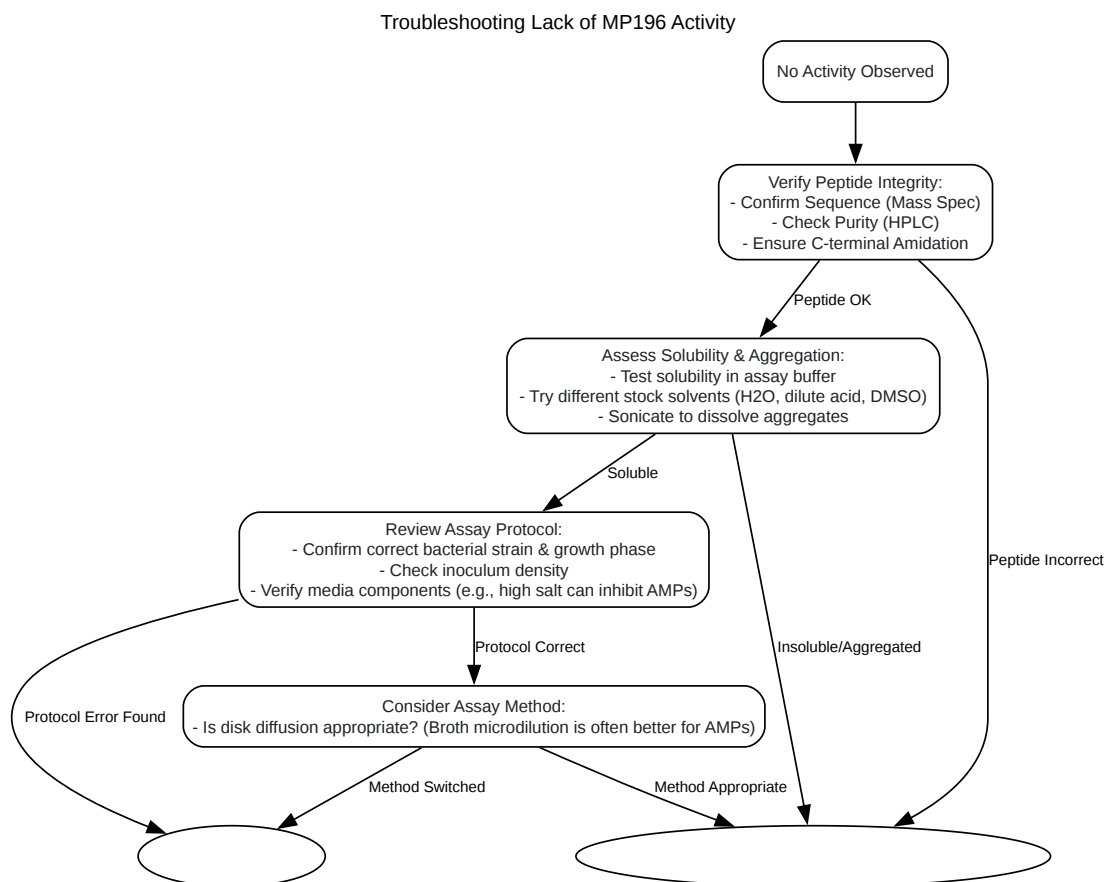 Troubleshooting Lack of MP196 Activity
No Activity Observed
Verify Peptide Integrity:
- Confirm Sequence (Mass Spec)
- Check Purity (HPLC)
- Ensure C-terminal Amidation
Peptide OK
Assess Solubility & Aggregation:
- Test solubility in assay buffer
- Try different stock solvents (H2O, dilute acid, DMSO)
- Sonicate to dissolve aggregates
Soluble
Review Assay Protocol:
- Confirm correct bacterial strain & growth phase
- Check inoculum density
- Verify media components (e.g., high salt can inhibit AMPs)
Peptide Incorrect
Protocol Correct
Insoluble/Aggregated
Consider Assay Method:
- Is disk diffusion appropriate? (Broth microdilution is often better for AMPs)
Protocol Error Found
Method Switched
Method Appropriate